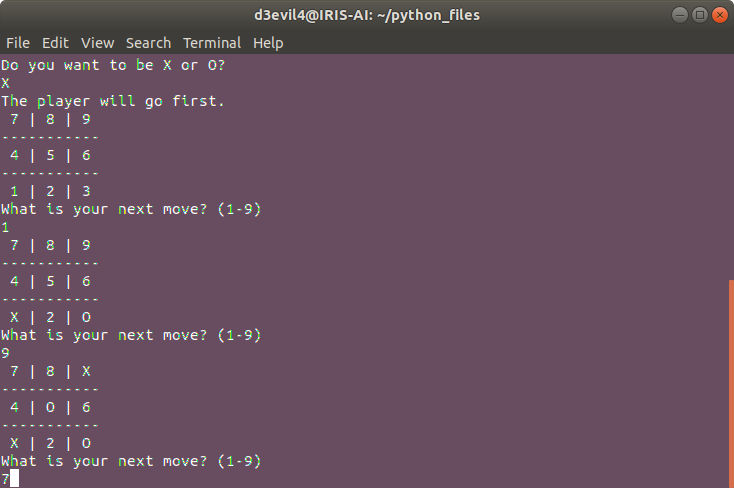 d3evil4@IRIS-AI: ~/python_files
File Edit View Search Terminal Help
Do you want to be X or O?
X
The player will go first.
 7 | 8 | 9
-----------
 4 | 5 | 6
-----------
 1 | 2 | 3
What is your next move? (1-9)
1
 7 | 8 | 9
-----------
 4 | 5 | 6
-----------
 X | 2 | O
What is your next move? (1-9)
9
 7 | 8 | X
-----------
 4 | O | 6
-----------
 X | 2 | O
What is your next move? (1-9)
7